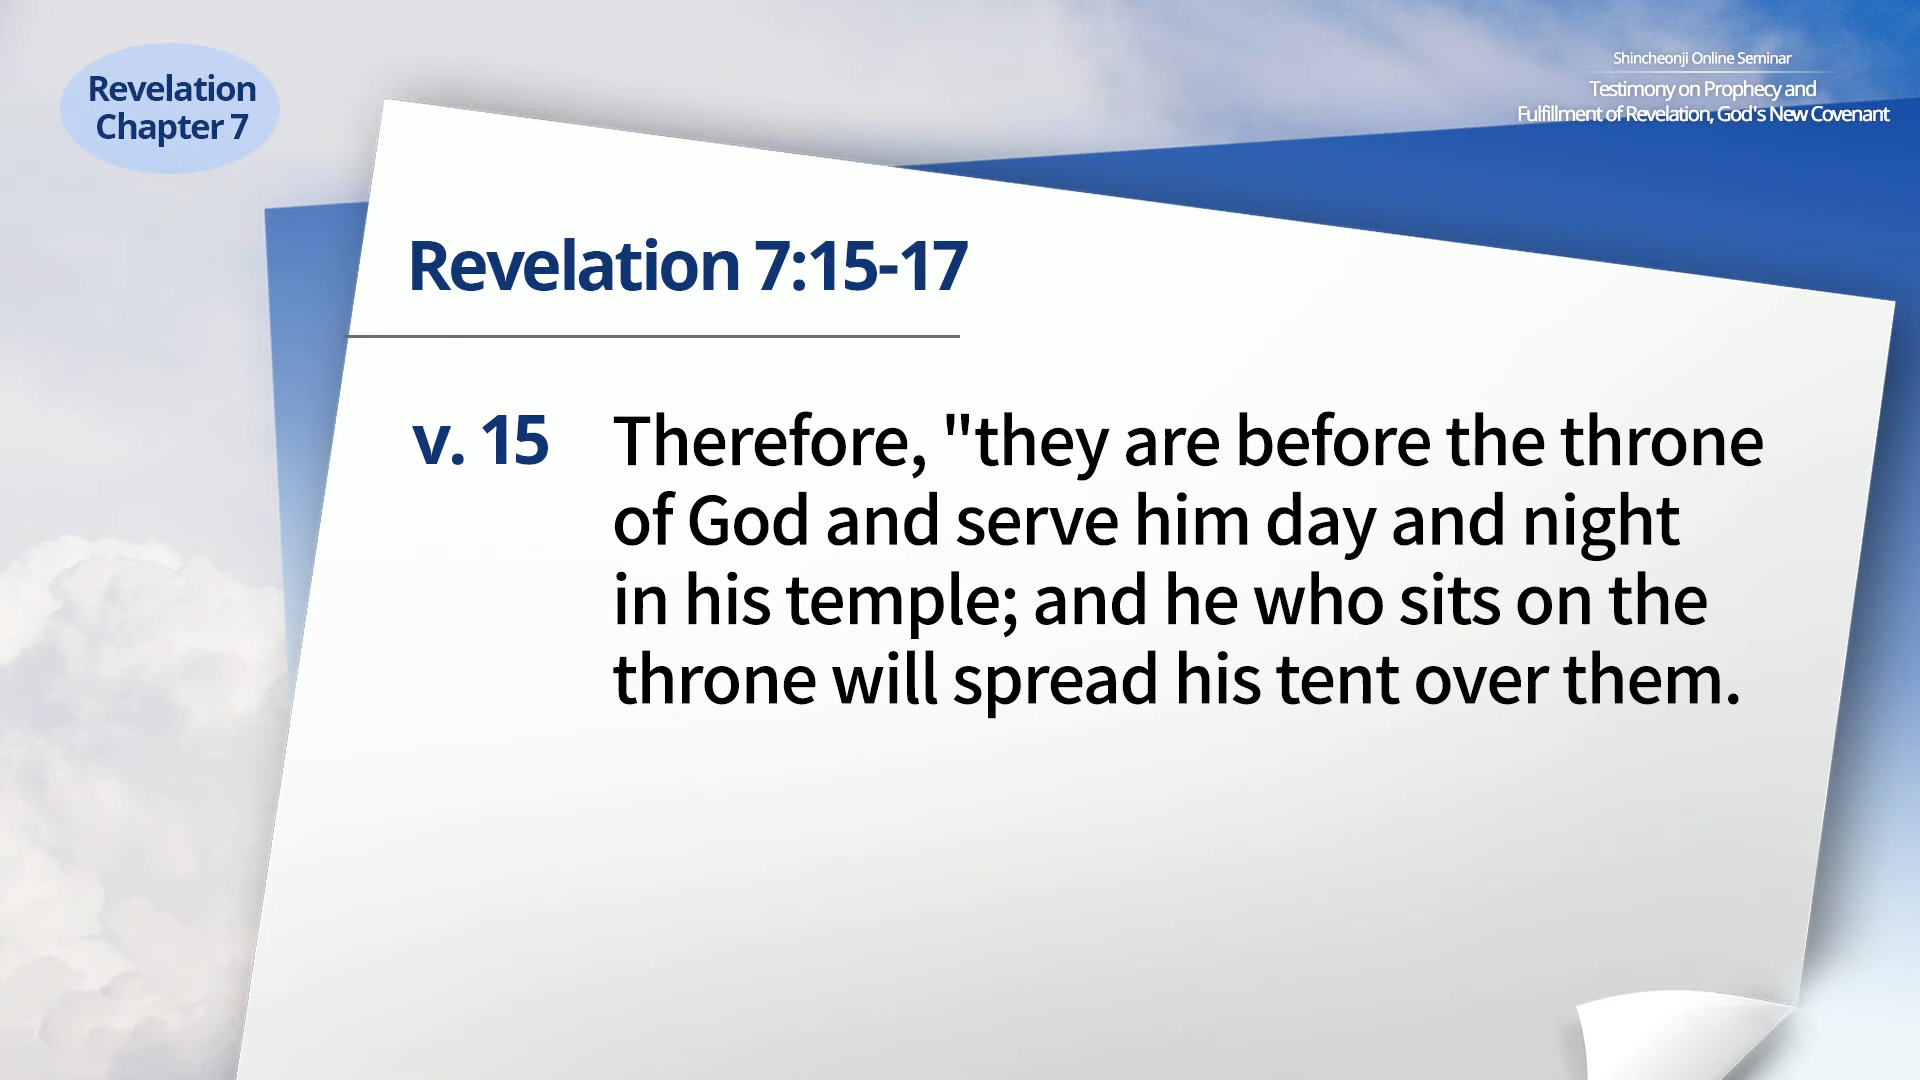 Revelation
Chapter 7
Shincheonji Online Seminar
Testimony on Prophecy and
Fulfillment of Revelation, God's New Covenant
Revelation 7:15-17
v. 15 Therefore, "they are before the throne
of God and serve him day and night
in his temple; and he who sits on the
throne will spread his tent over them.